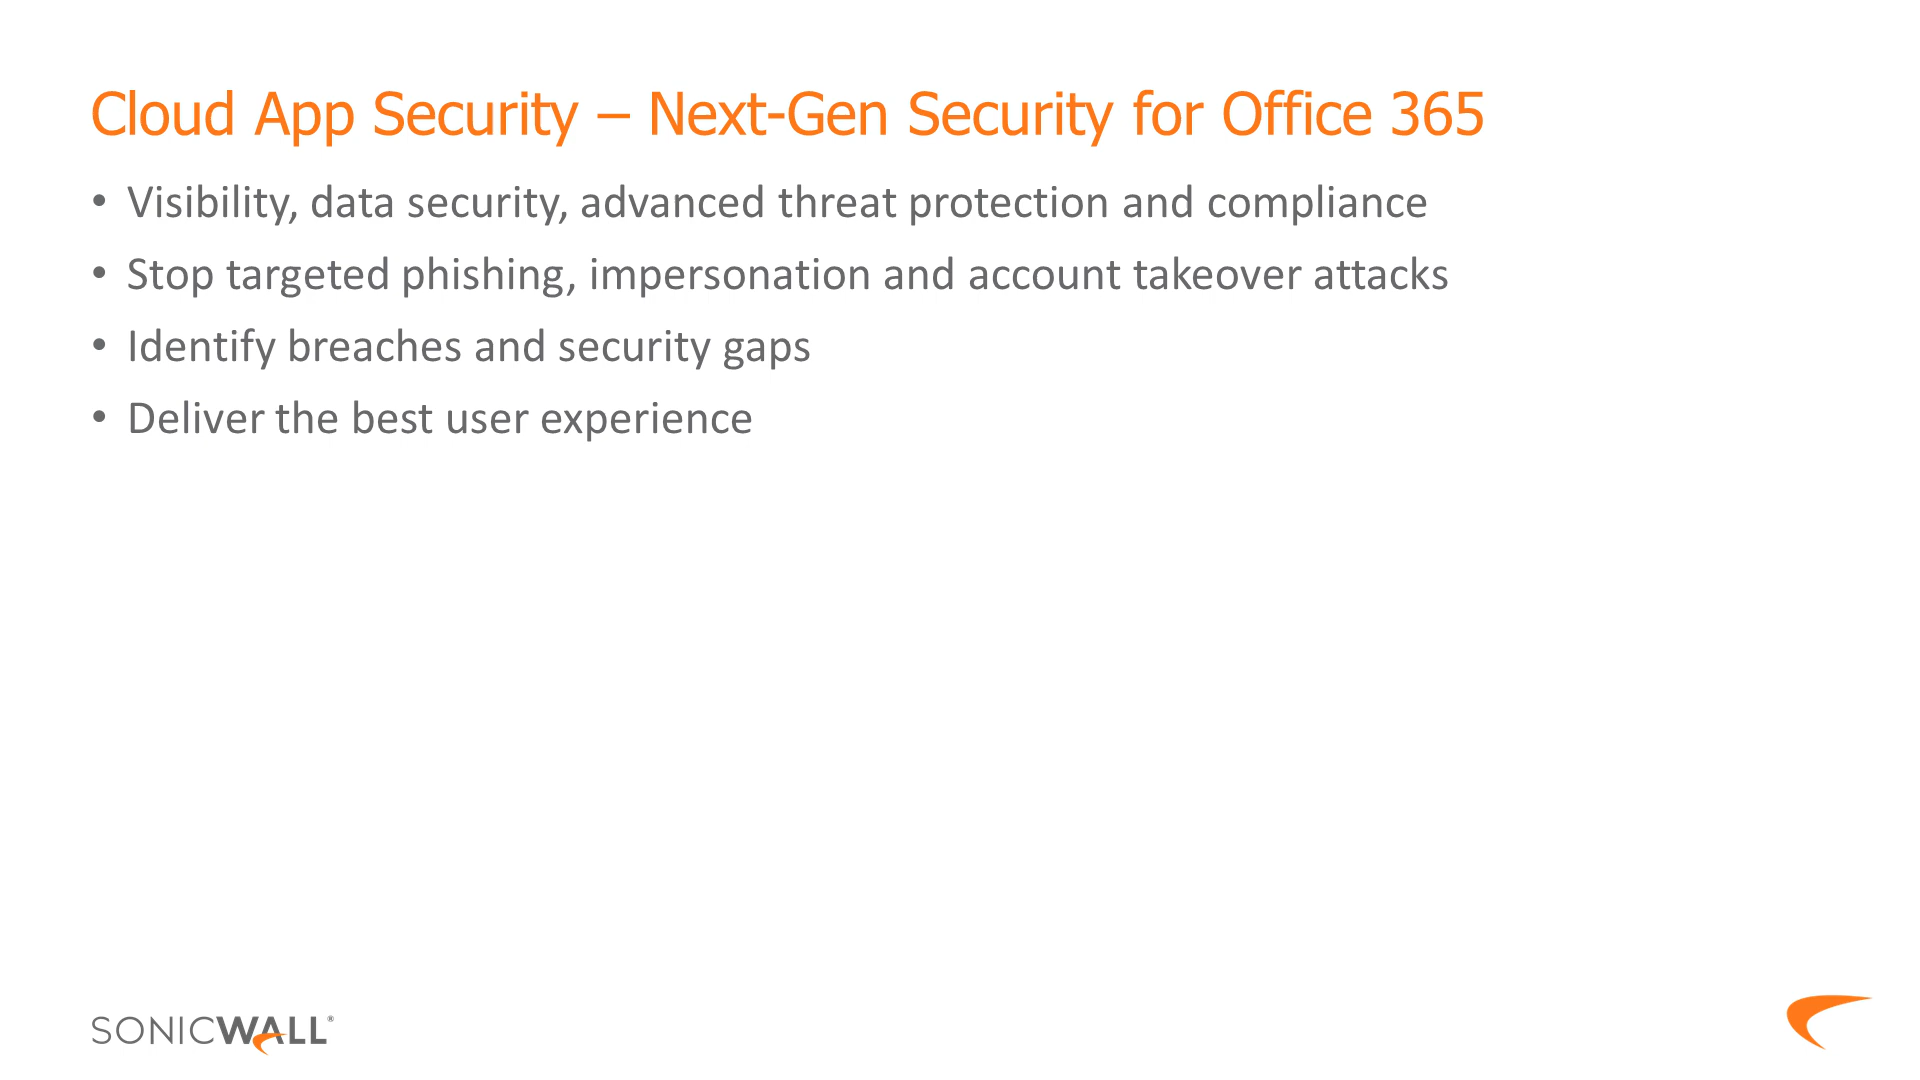 Cloud App Security – Next-Gen Security for Office 365
• Visibility, data security, advanced threat protection and compliance
• Stop targeted phishing, impersonation and account takeover attacks
• Identify breaches and security gaps
• Deliver the best user experience
SONICWALL®